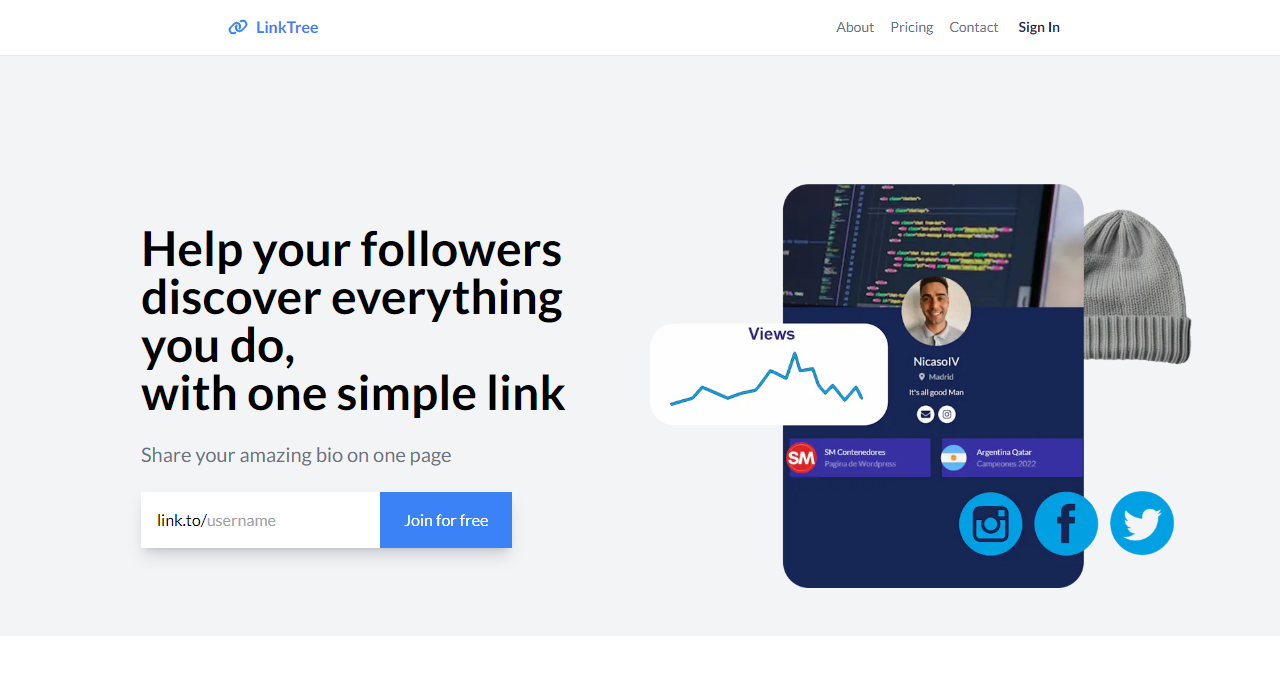 LinkTree
About Pricing Contact Sign In
Help your followers
discover everything
you do,
with one simple link
Share your amazing bio on one page
link.to/username
Join for free
Views
NicasoIV
Madrid
It's all good Man
SM
SM Contenedores
Pagina de Wordpress
Argentina Qatar
Campeones 2022